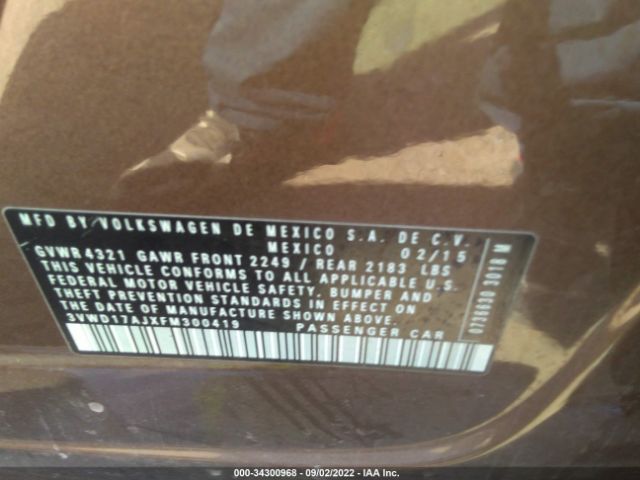 MFD BY VOLKSWAGEN DE MEXICO S.A. DE C.V.
MEXICO 02/15
GVWR 4321 GAWR FRONT 2249 / REAR 2183 LBS
THIS VEHICLE CONFORMS TO ALL APPLICABLE U.S.
FEDERAL MOTOR VEHICLE SAFETY, BUMPER AND
THEFT PREVENTION STANDARDS IN EFFECT ON
THE DATE OF MANUFACTURE SHOWN ABOVE.
3VWD17AJXFM300419 PASSENGER CAR
0736630 3018 M
000-34300968 - 09/02/2022 - IAA Inc.